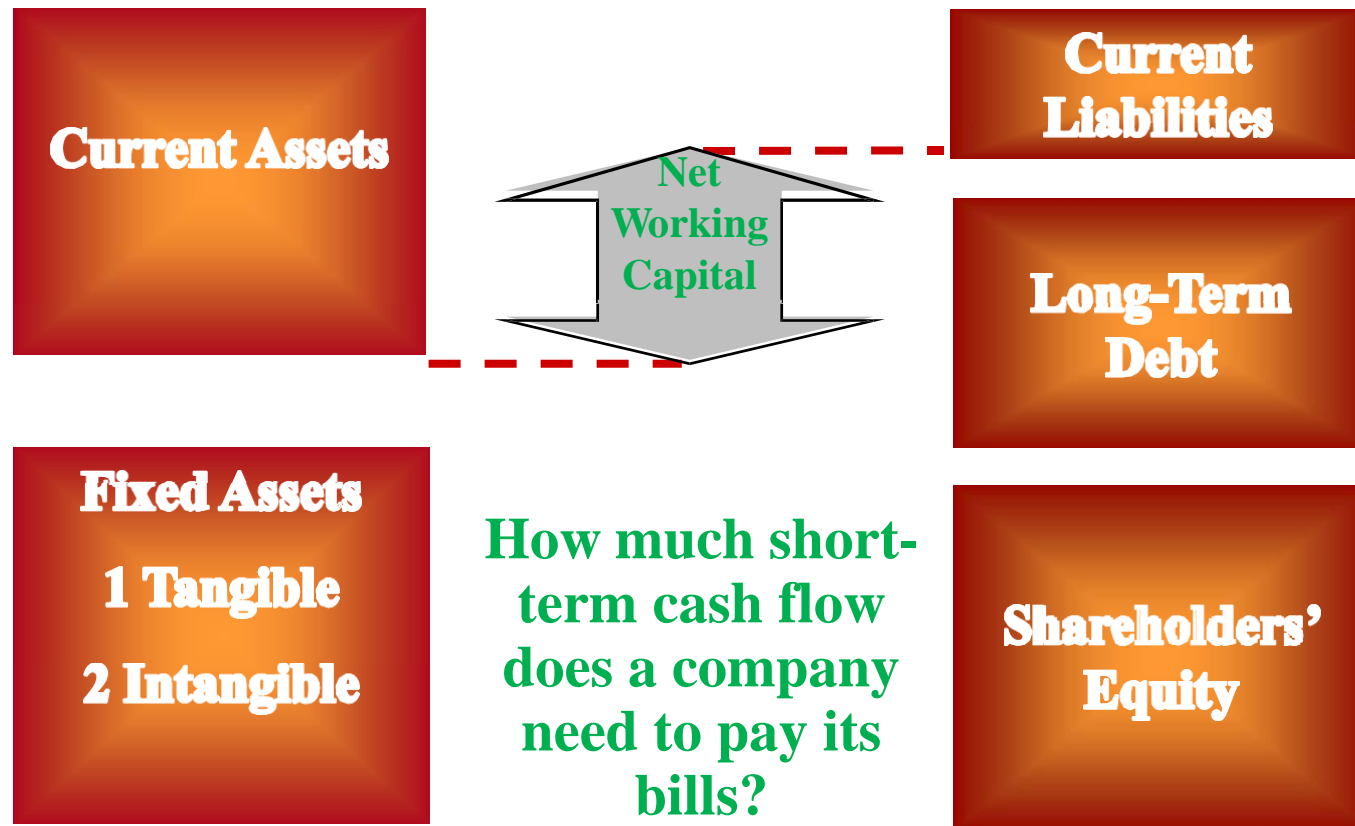 Current Assets
Fixed Assets
1 Tangible
2 Intangible
Net
Working
Capital
How much short-
term cash flow
does a company
need to pay its
bills?
Current
Liabilities
Long-Term
Debt
Shareholders’
Equity